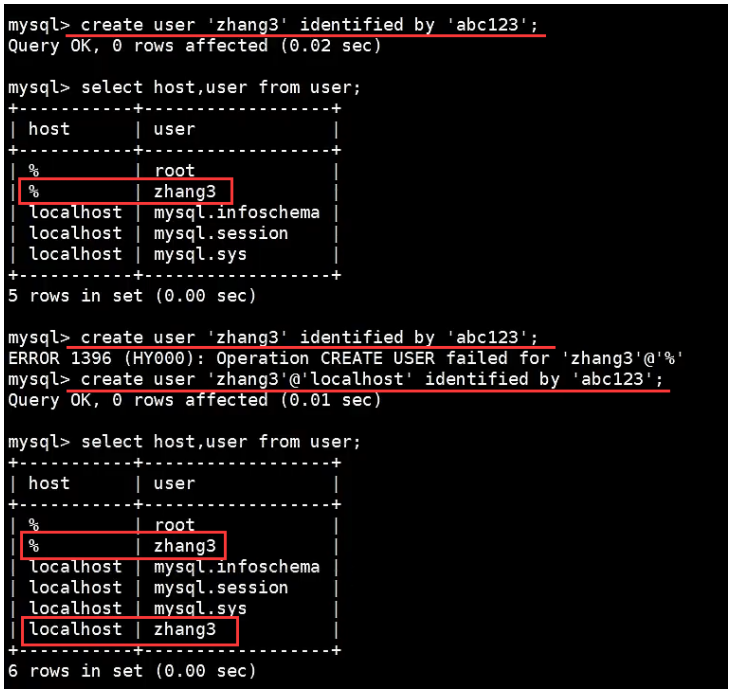 mysql> create user 'zhang3' identified by 'abc123';
Query OK, 0 rows affected (0.02 sec)
mysql> select host,user from user;
+-----------+------------------+
| host      | user             |
+-----------+------------------+
| %         | root             |
| %         | zhang3           |
| localhost | mysql.infoschema |
| localhost | mysql.session    |
| localhost | mysql.sys        |
+-----------+------------------+
5 rows in set (0.00 sec)
mysql> create user 'zhang3' identified by 'abc123';
ERROR 1396 (HY000): Operation CREATE USER failed for 'zhang3'@'%'
mysql> create user 'zhang3'@'localhost' identified by 'abc123';
Query OK, 0 rows affected (0.01 sec)
mysql> select host,user from user;
+-----------+------------------+
| host      | user             |
+-----------+------------------+
| %         | root             |
| %         | zhang3           |
| localhost | mysql.infoschema |
| localhost | mysql.session    |
| localhost | mysql.sys        |
| localhost | zhang3           |
+-----------+------------------+
6 rows in set (0.00 sec)